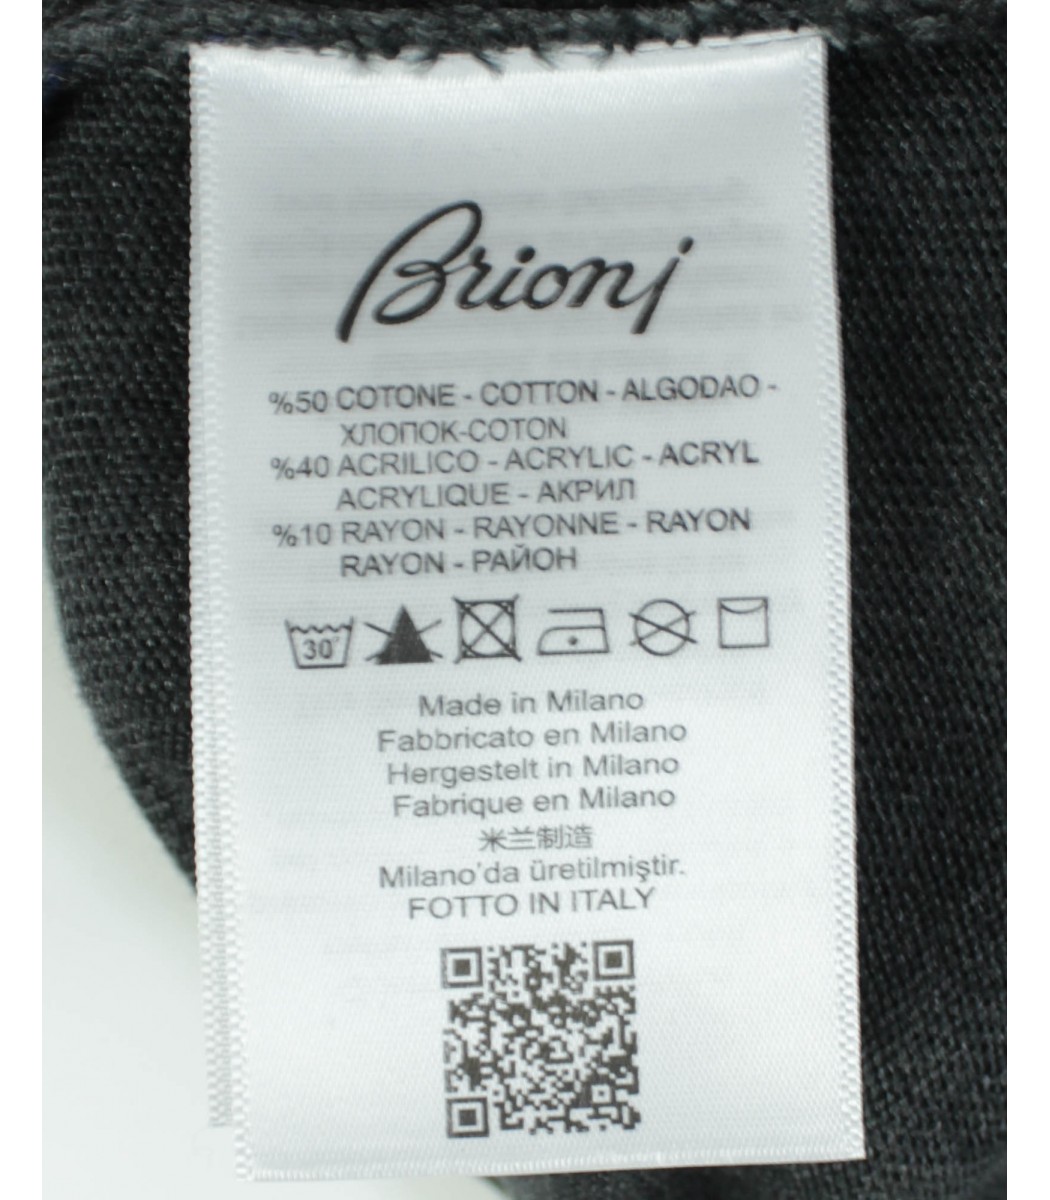 Brioni
%50 COTONE - COTTON - ALGODAO -
ХЛОПОК-COTON
%40 ACRILICO - ACRYLIC - ACRYL
ACRYLIQUE - АКРИЛ
%10 RAYON - RAYONNE - RAYON
RAYON - РАЙОН
30°
Made in Milano
Fabbricato en Milano
Hergestelt in Milano
Fabrique en Milano
米兰制造
Milano'da üretilmiştir.
FOTTO IN ITALY